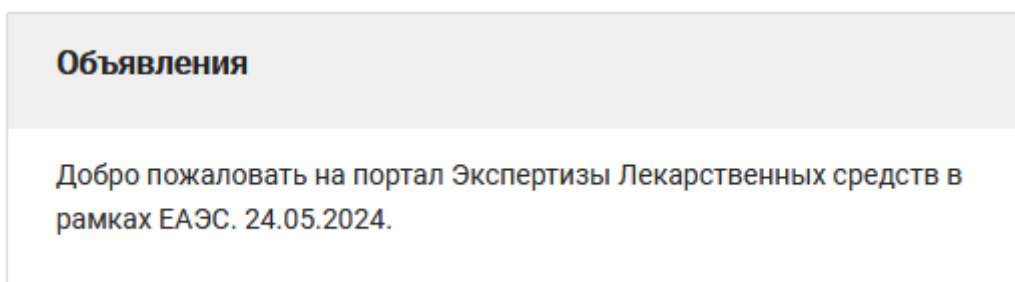 Объявления
Добро пожаловать на портал Экспертизы Лекарственных средств в
рамках ЕАЭС. 24.05.2024.